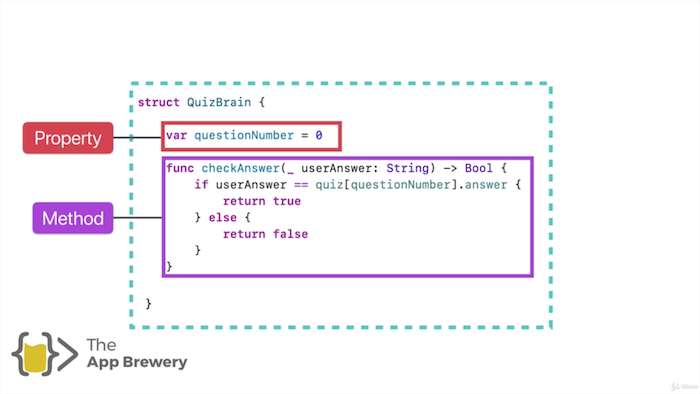 struct QuizBrain {
Property
var questionNumber = 0
func checkAnswer(_ userAnswer: String) -> Bool {
if userAnswer == quiz[questionNumber].answer {
return true
Method
} else {
return false
}
}
}
The
App Brewery
Udemy